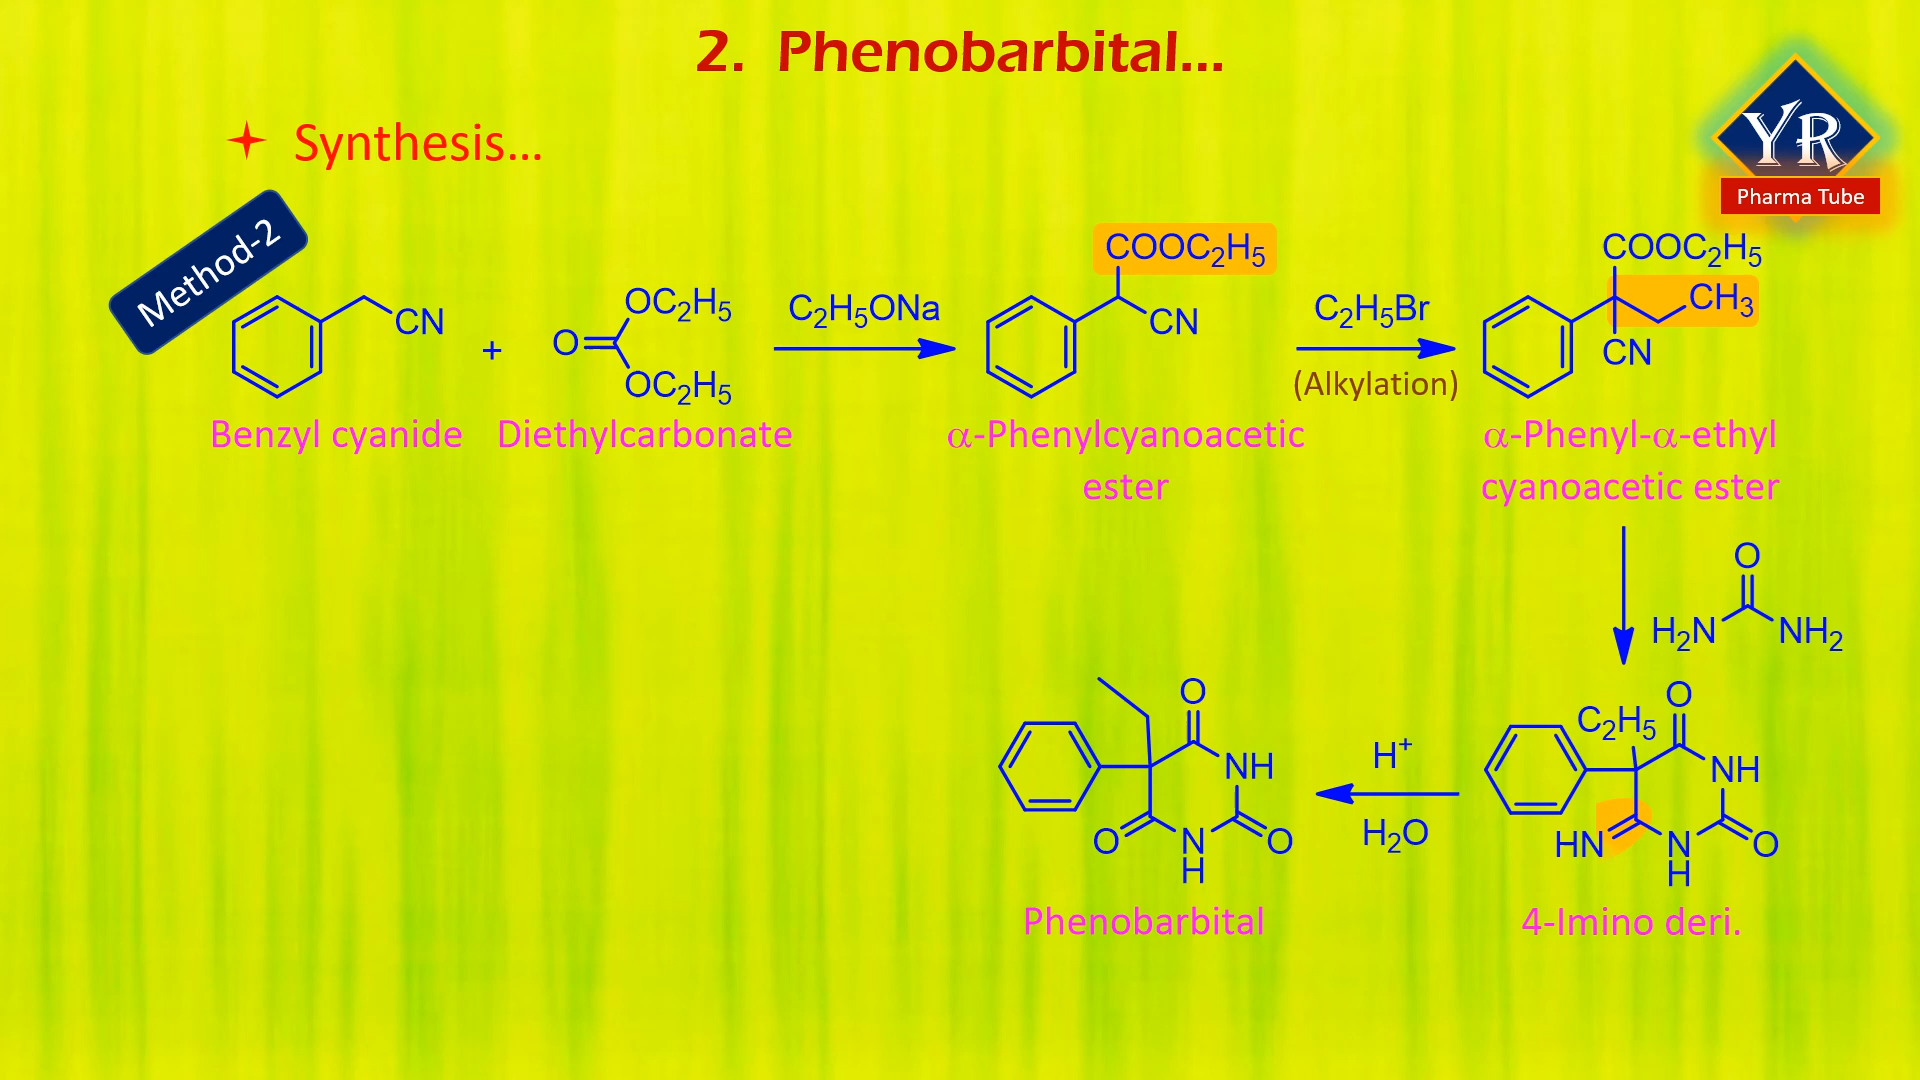 2. Phenobarbital...
Synthesis...
YR
Pharma Tube
Method-2
CN
+
O
OC2H5
OC2H5
C2H5ONa
COOC2H5
CN
C2H5Br
(Alkylation)
COOC2H5
CH3
CN
Benzyl cyanide
Diethylcarbonate
α-Phenylcyanoacetic
ester
α-Phenyl-α-ethyl
cyanoacetic ester
O
H2N
NH2
O
NH
O
N
H
O
H+
H2O
C2H5
O
NH
HN
N
H
O
Phenobarbital
4-Imino deri.